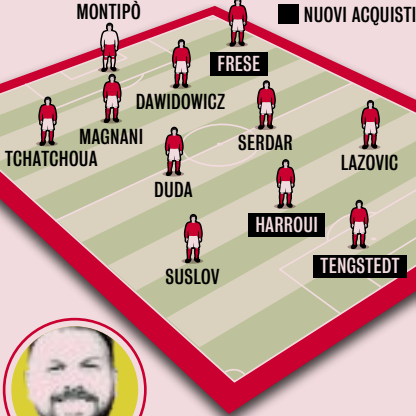 MONTIPÒ
NUOVI ACQUISTI
FRESE
DAWIDOWICZ
MAGNANI
SERDAR
TCHATCHOUA
LAZOVIC
DUDA
HARROUI
TENGSTEDT
SUSLOV